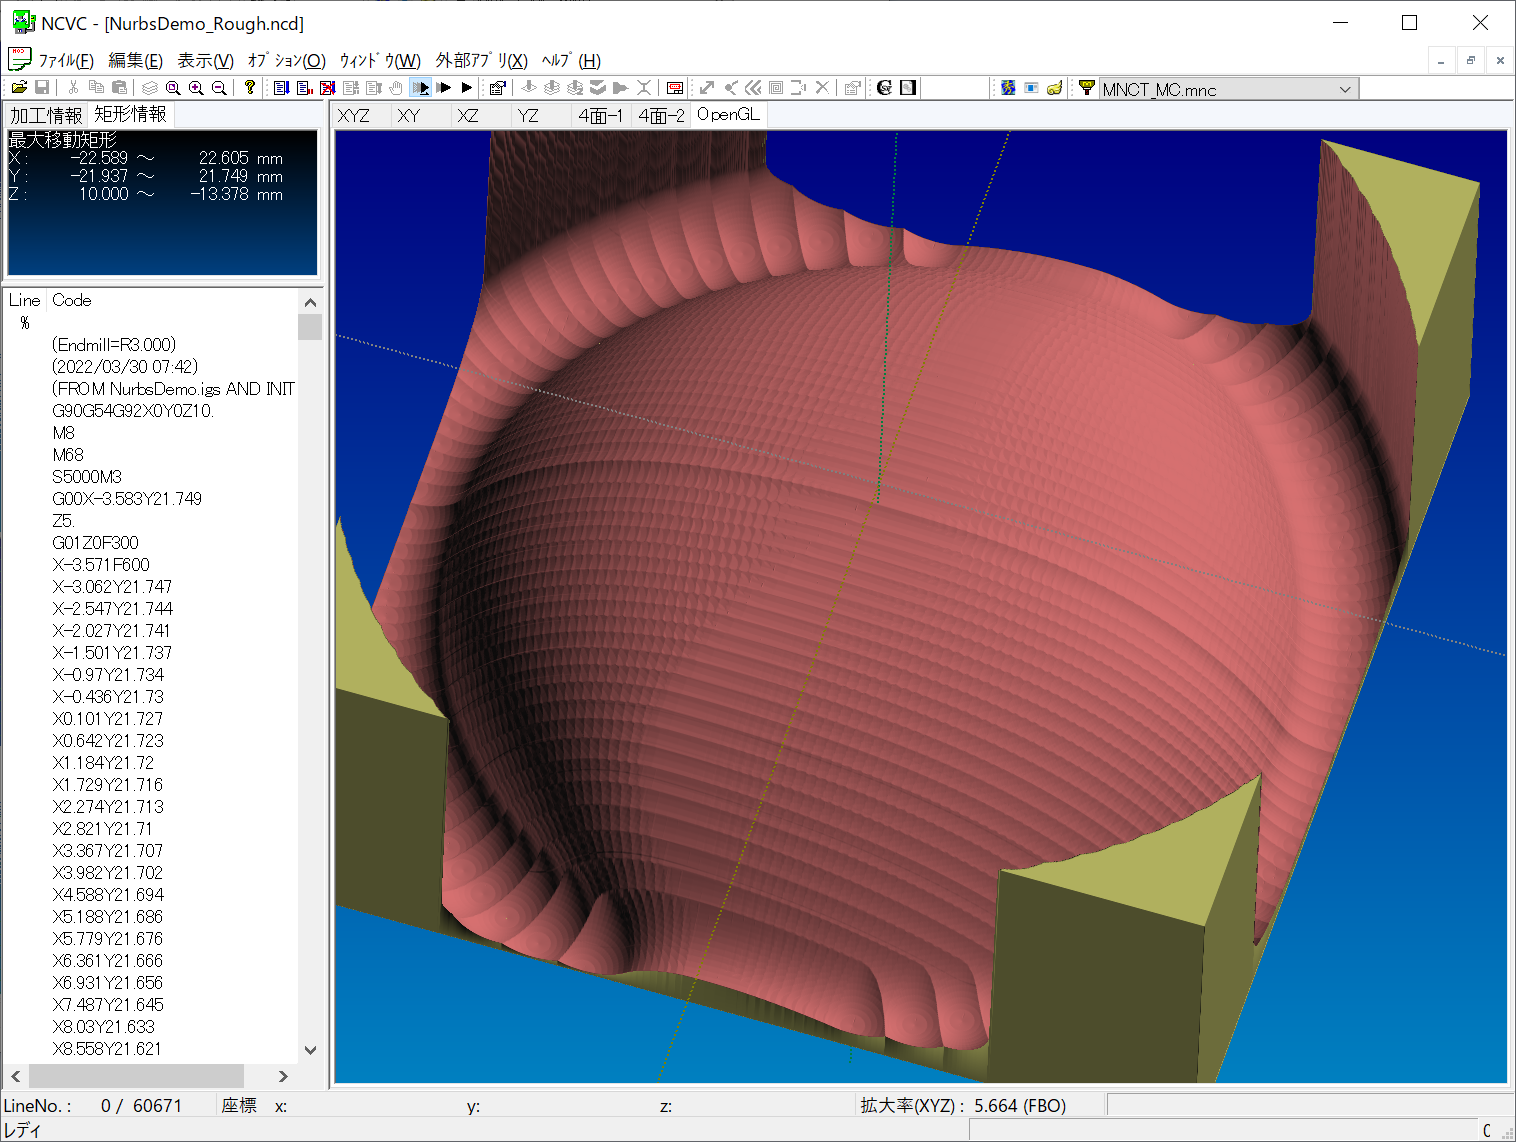 NCVC - [NurbsDemo_Rough.ncd]
ﾌｧｲﾙ(F) 編集(E) 表示(V) ｵﾌﾟｼｮﾝ(O) ｳｨﾝﾄﾞｳ(W) 外部ｱﾌﾟﾘ(X) ﾍﾙﾌﾟ(H)
MNCT_MC.mnc
加工情報 矩形情報
XYZ XY XZ YZ 4面-1 4面-2 OpenGL
最大移動矩形
X : -22.589 ～ 22.605 mm
Y : -21.937 ～ 21.749 mm
Z : 10.000 ～ -13.378 mm
Line Code
%
(Endmill=R3.000)
(2022/03/30 07:42)
(FROM NurbsDemo.igs AND INIT
G90G54G92X0Y0Z10.
M8
M68
S5000M3
G00X-3.583Y21.749
Z5.
G01Z0F300
X-3.571F600
X-3.062Y21.747
X-2.547Y21.744
X-2.027Y21.741
X-1.501Y21.737
X-0.97Y21.734
X-0.436Y21.73
X0.101Y21.727
X0.642Y21.723
X1.184Y21.72
X1.729Y21.716
X2.274Y21.713
X2.821Y21.71
X3.367Y21.707
X3.982Y21.702
X4.588Y21.694
X5.188Y21.686
X5.779Y21.676
X6.361Y21.666
X6.931Y21.656
X7.487Y21.645
X8.03Y21.633
X8.558Y21.621
LineNo. : 0 / 60671 座標 x: y: z: 拡大率(XYZ) : 5.664 (FBO)
レディ